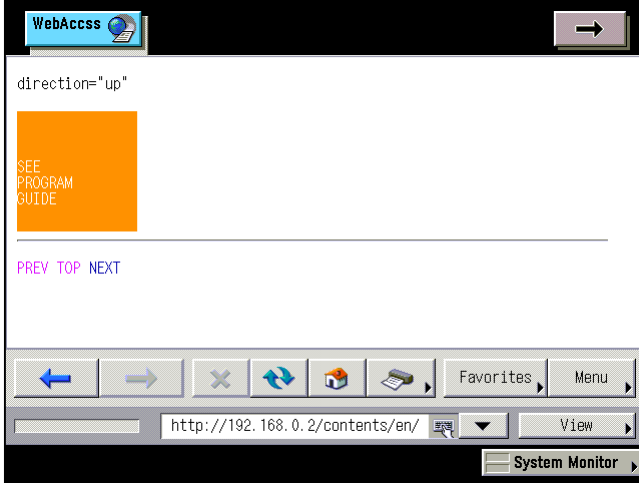 WebAccss
direction="up"
SEE
PROGRAM
GUIDE
PREV TOP NEXT
Favorites
Menu
http://192.168.0.2/contents/en/
View
System Monitor